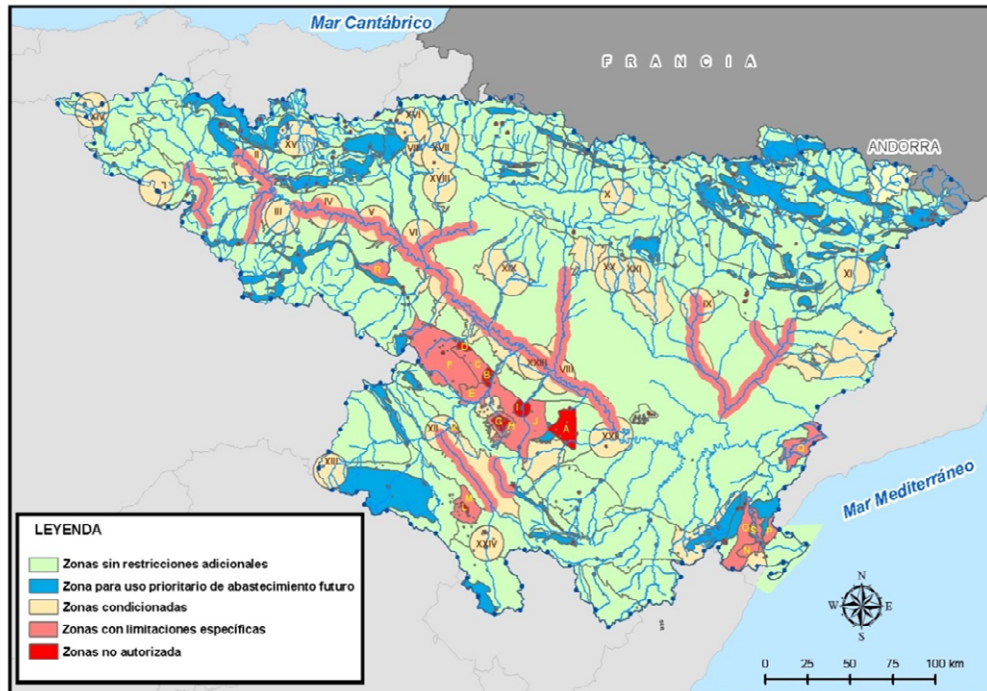 Mar Cantábrico
FRANCIA
ANDORRA
XIV
XVI
XV
XVII
VII
II
XVIII
I
X
III
IV
V
VI
XIX
XX
XXI
XI
IX
D
F
C
B
XXIII
VIII
E
G
H
J
A
XII
XIII
M
L
XXIV
N
Mar Mediterráneo
LEYENDA
Zonas sin restricciones adicionales
Zona para uso prioritario de abastecimiento futuro
Zonas condicionadas
Zonas con limitaciones específicas
Zonas no autorizada
N
W
E
S
0 25 50 75 100 km